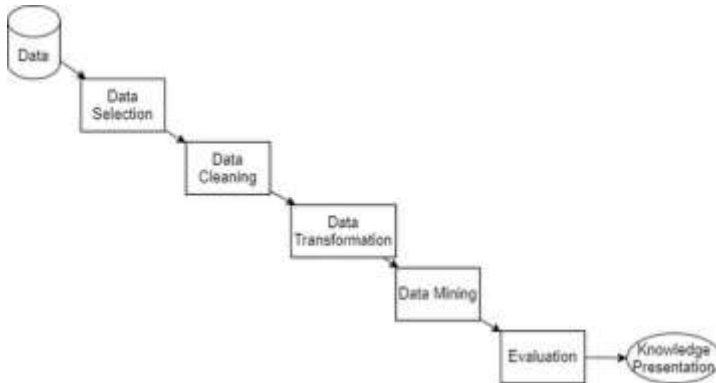 Data
Data
Selection
Data
Cleaning
Data
Transformation
Data Mining
Evaluation
Knowledge
Presentation